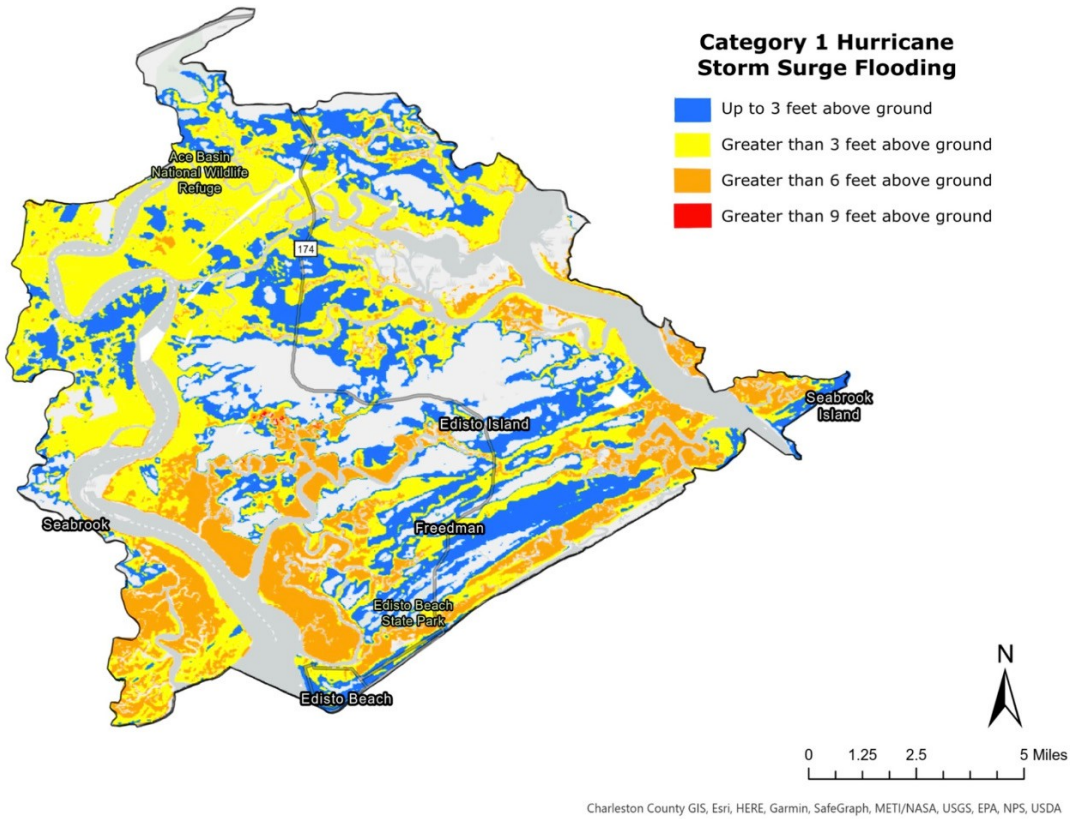 Category 1 Hurricane
Storm Surge Flooding
Up to 3 feet above ground
Greater than 3 feet above ground
Greater than 6 feet above ground
Greater than 9 feet above ground
Ace Basin
National Wildlife
Refuge
174
Edisto Island
Seabrook
Island
Seabrook
Freedman
Edisto Beach
State Park
Edisto Beach
N
0 1.25 2.5 5 Miles
Charleston County GIS, Esri, HERE, Garmin, SafeGraph, METI/NASA, USGS, EPA, NPS, USDA